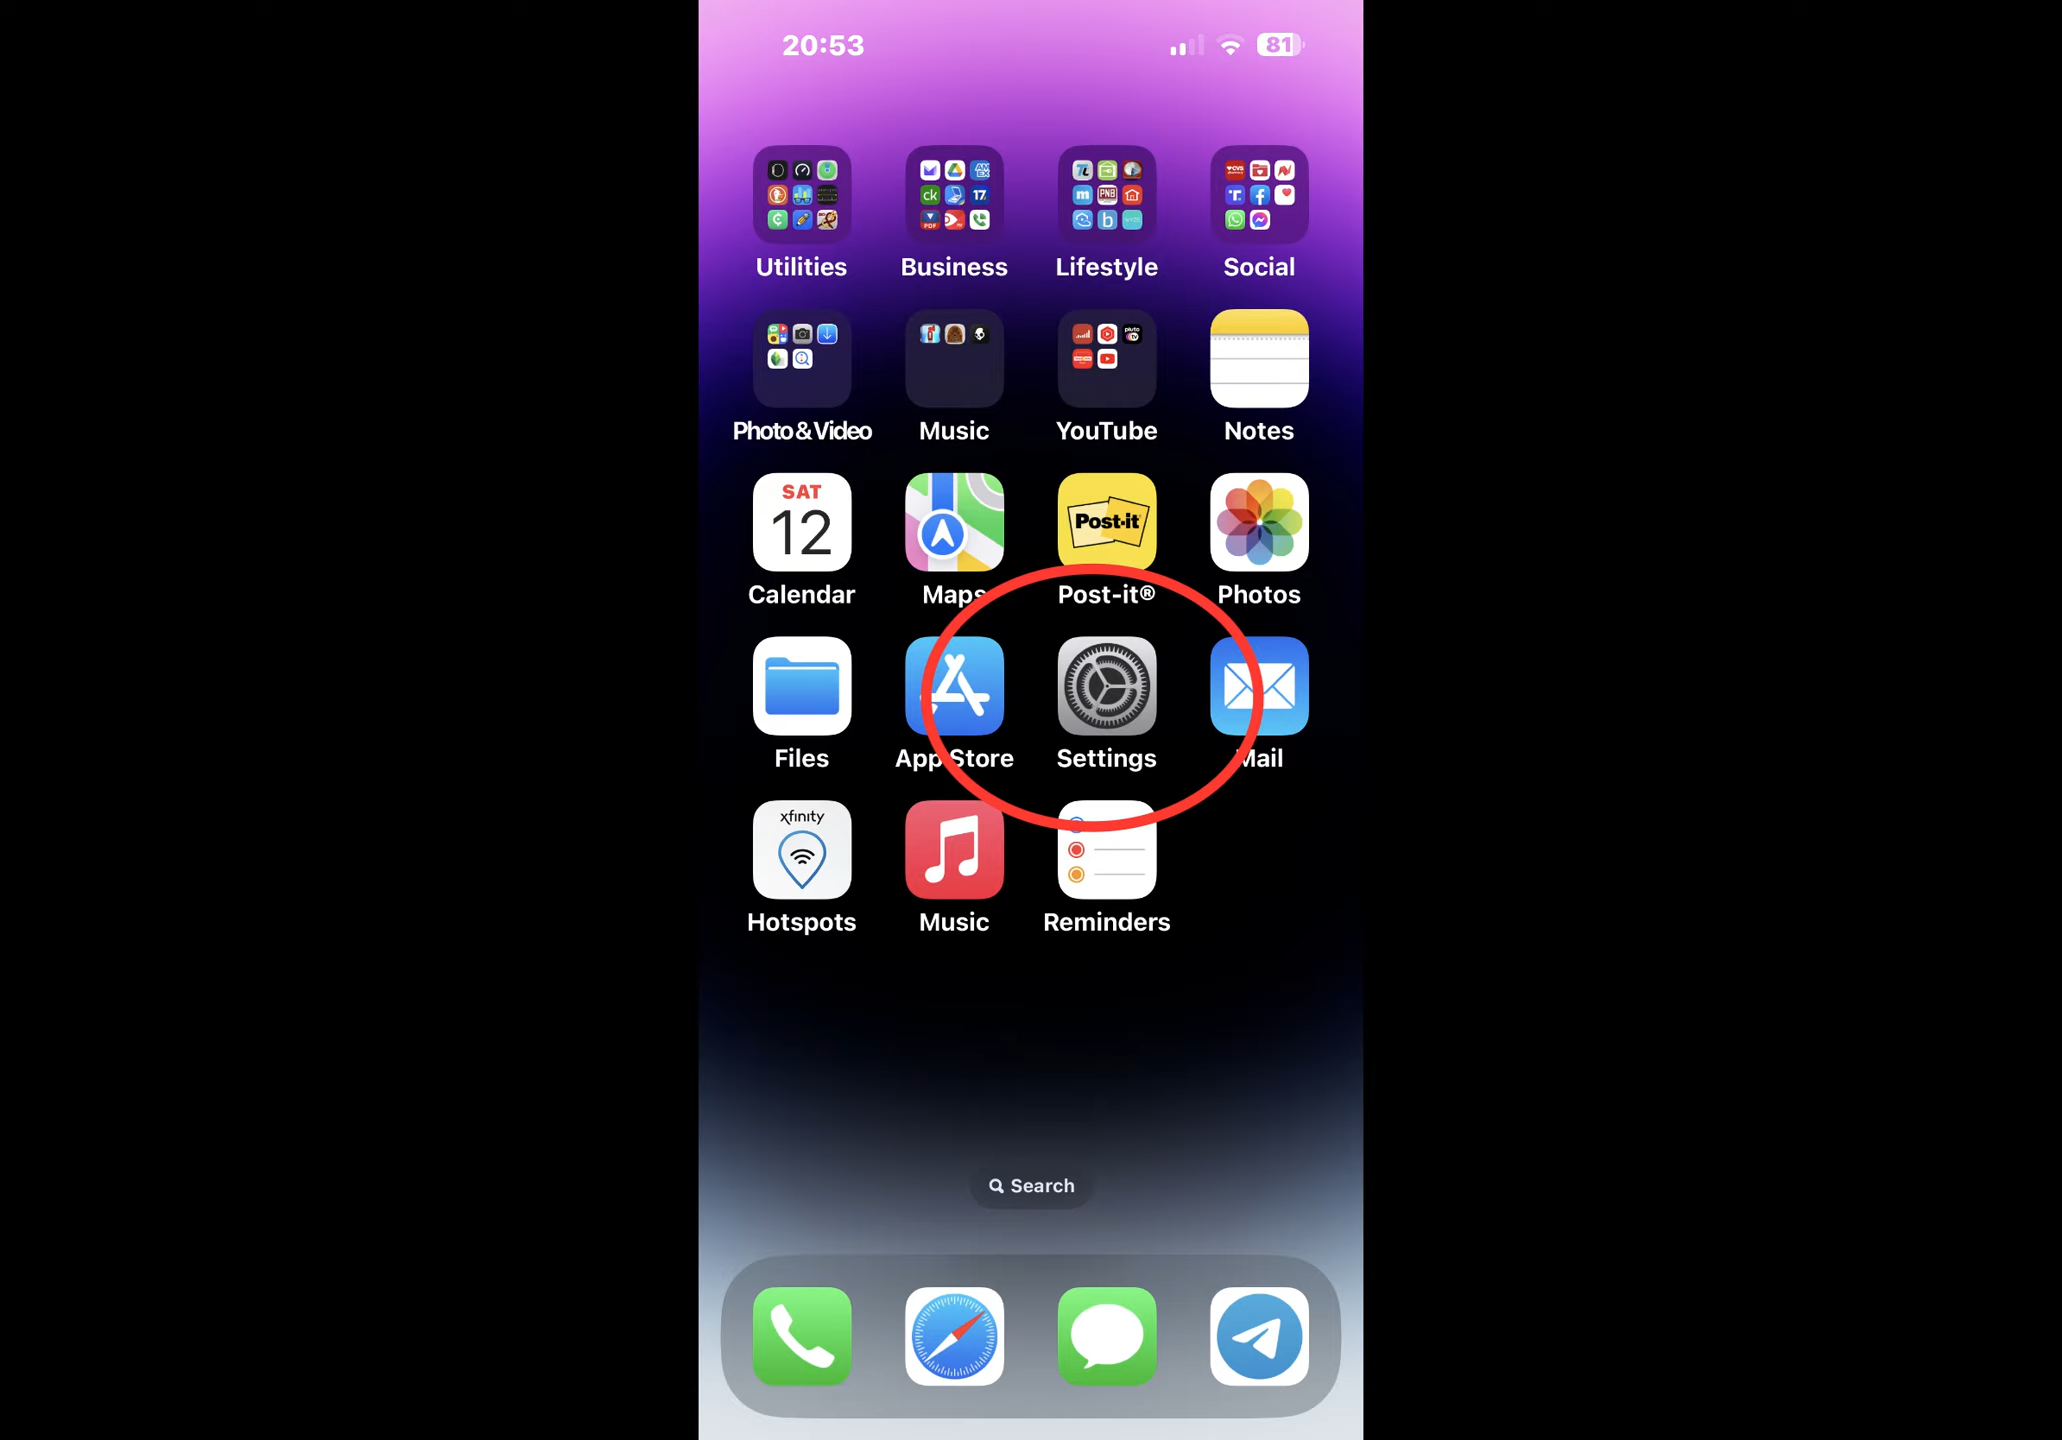 20:53
81
Utilities
Business
Lifestyle
Social
Photo & Video
Music
YouTube
Notes
SAT
12
Post-it
Calendar
Maps
Post-it®
Photos
Files
App Store
Settings
Mail
xfinity
Hotspots
Music
Reminders
Search